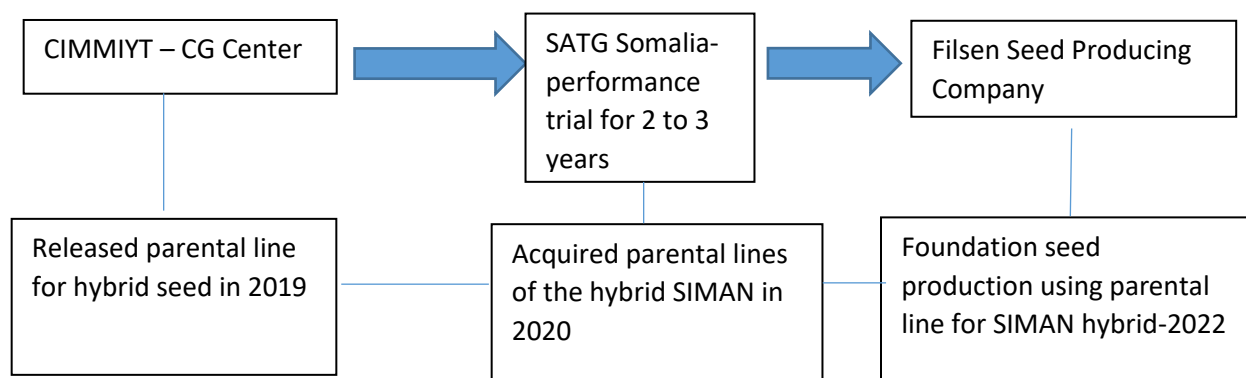 CIMMIYT – CG Center
SATG Somalia-
performance
trial for 2 to 3
years
Filsen Seed Producing
Company
Released parental line
for hybrid seed in 2019
Acquired parental lines
of the hybrid SIMAN in
2020
Foundation seed
production using parental
line for SIMAN hybrid-2022